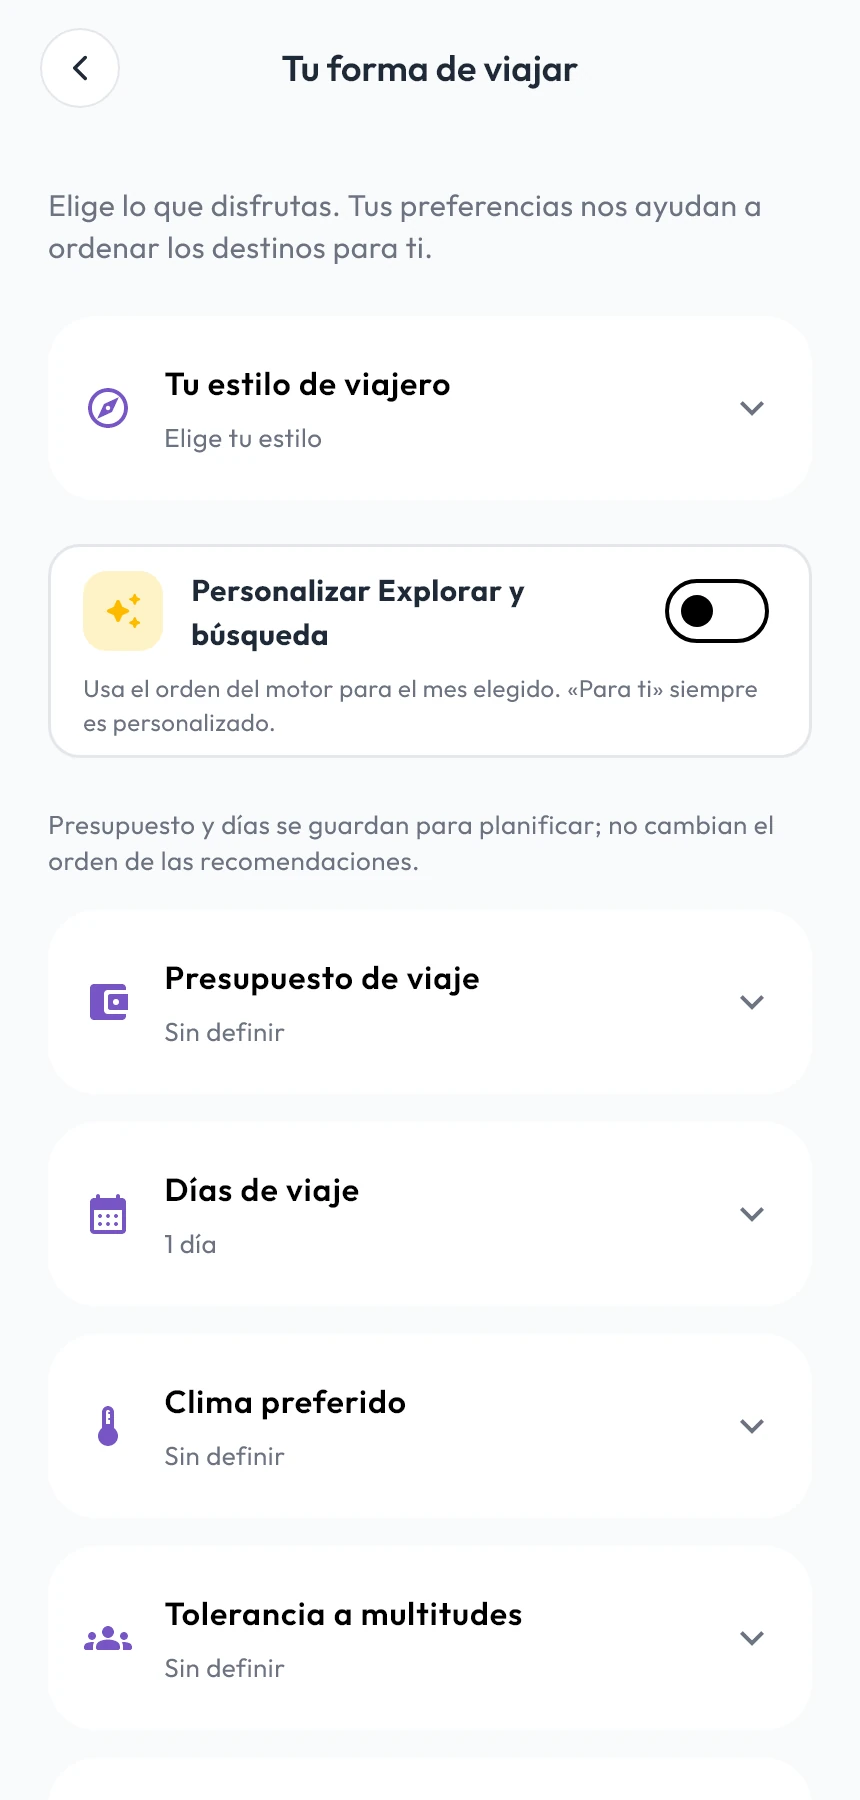 Tu forma de viajar
Elige lo que disfrutas. Tus preferencias nos ayudan a
ordenar los destinos para ti.
Tu estilo de viajero
Elige tu estilo
Personalizar Explorar y
búsqueda
Usa el orden del motor para el mes elegido. «Para ti» siempre
es personalizado.
Presupuesto y días se guardan para planificar; no cambian el
orden de las recomendaciones.
Presupuesto de viaje
Sin definir
Días de viaje
1 día
Clima preferido
Sin definir
Tolerancia a multitudes
Sin definir